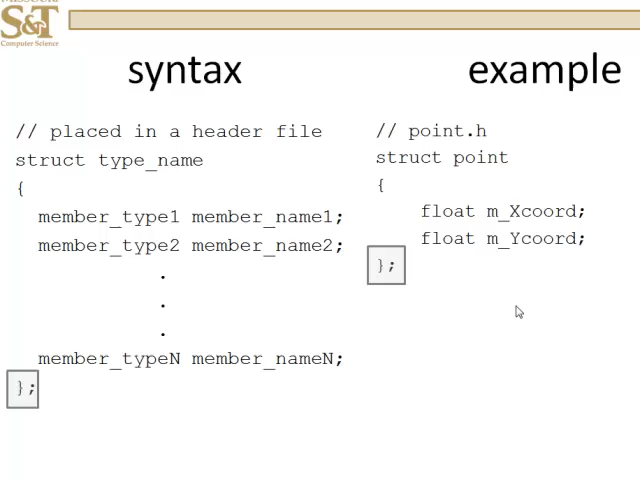 MISSOURI
S&T
Computer Science
syntax
example
// placed in a header file
struct type_name
{
member_type1 member_name1;
member_type2 member_name2;
.
.
.
member_typeN member_nameN;
};
// point.h
struct point
{
float m_Xcoord;
float m_Ycoord;
};